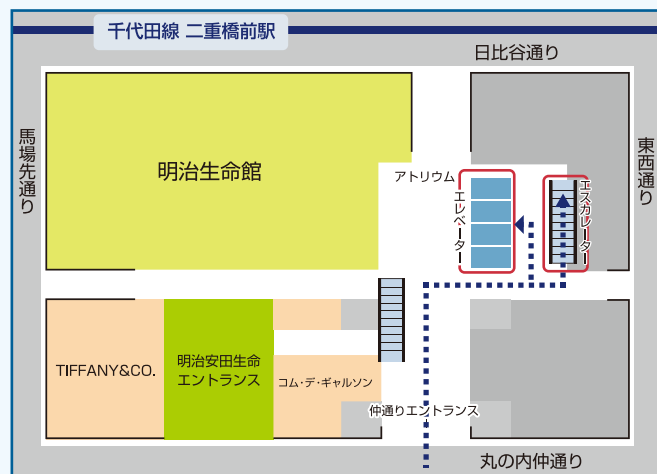 千代田線 二重橋前駅
日比谷通り
馬場先通り
東西通り
明治生命館
アトリウム
エレベーター
エスカレーター
TIFFANY&CO.
明治安田生命
エントランス
コム・デ・ギャルソン
仲通りエントランス
丸の内仲通り